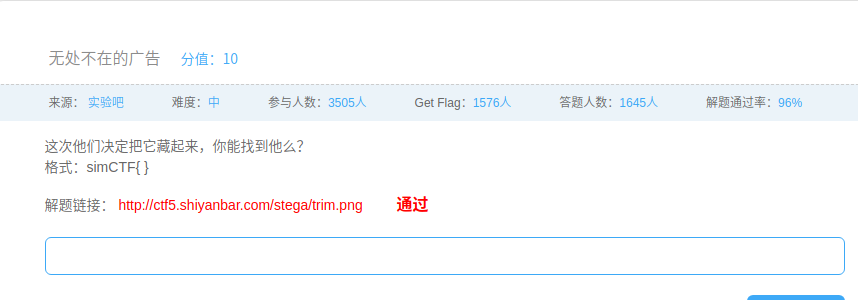 无处不在的广告 分值：10
来源： 实验吧 难度：中 参与人数：3505人 Get Flag：1576人 答题人数：1645人 解题通过率：96%
这次他们决定把它藏起来，你能找到他么？
格式：simCTF{ }
解题链接： http://ctf5.shiyanbar.com/stega/trim.png 通过